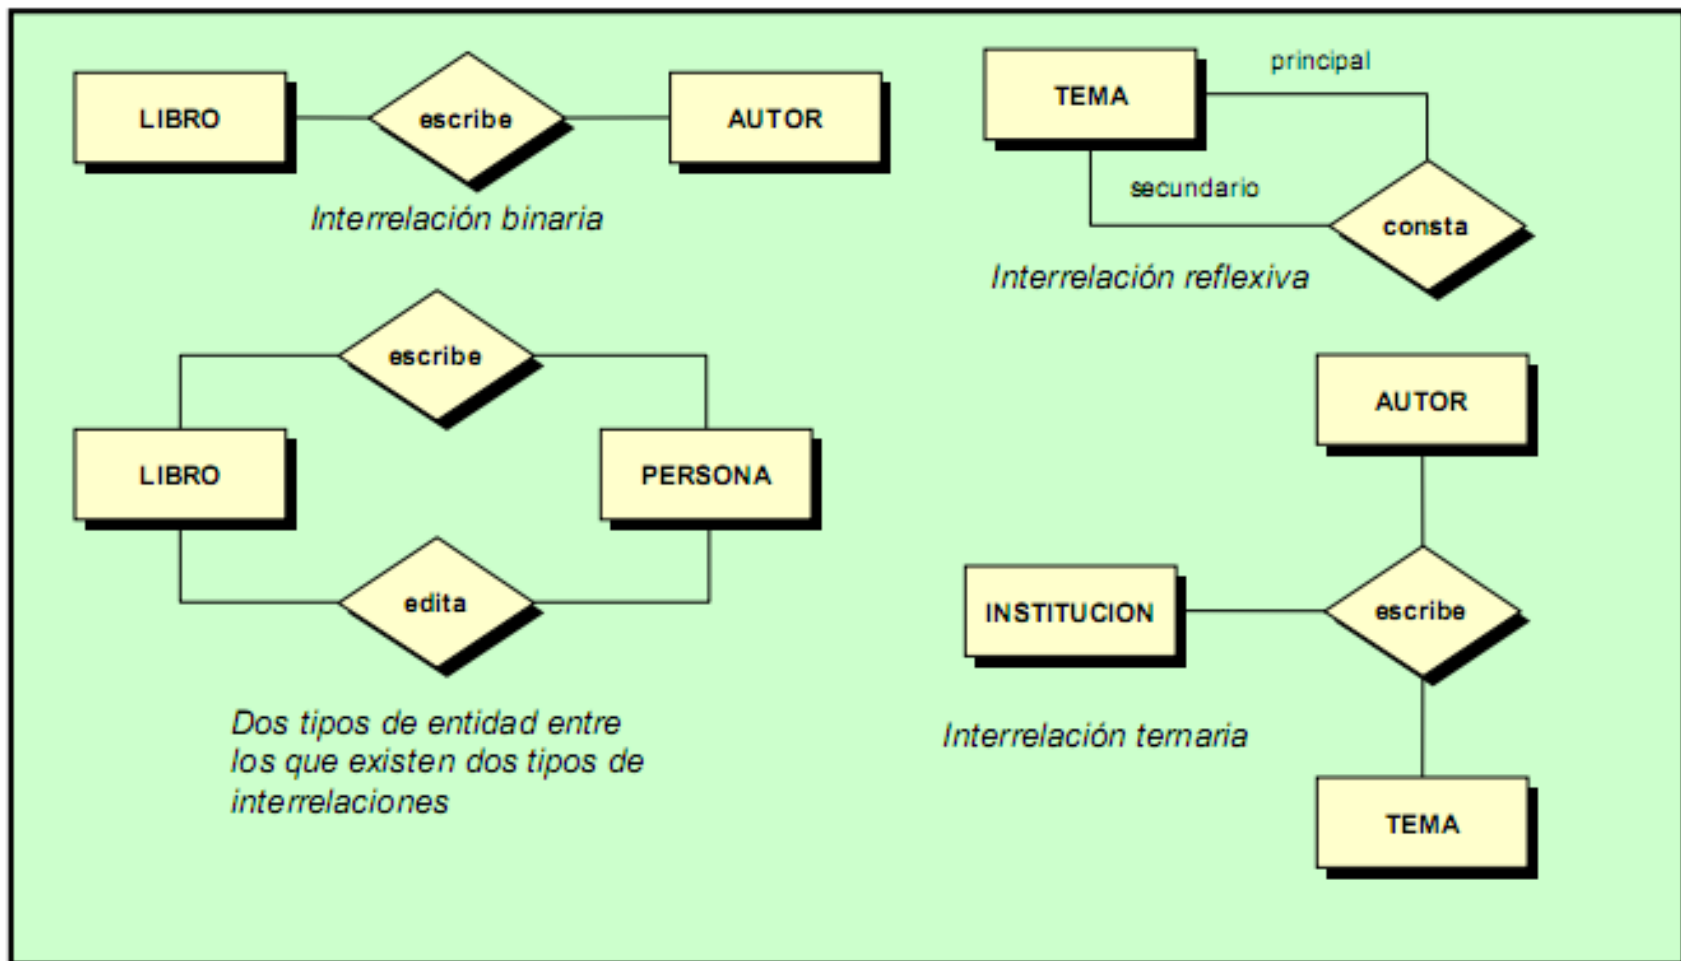 LIBRO
escribe
AUTOR
Interrelación binaria
TEMA
principal
secundario
consta
Interrelación reflexiva
escribe
LIBRO
PERSONA
edita
Dos tipos de entidad entre
los que existen dos tipos de
interrelaciones
AUTOR
INSTITUCION
escribe
Interrelación ternaria
TEMA